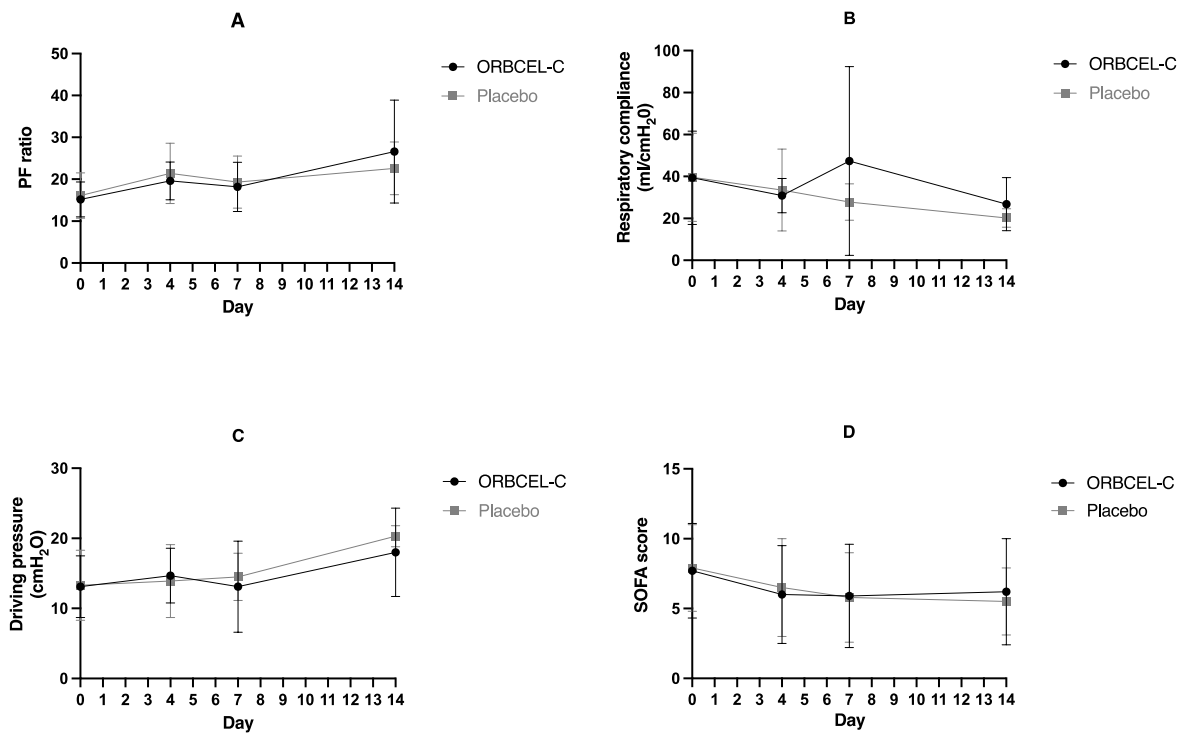 A
PF ratio
50
40
30
20
10
0
0 1 2 3 4 5 6 7 8 9 10 11 12 13 14
Day
ORBCEL-C
Placebo
B
Respiratory compliance
(ml/cmH₂0)
100
80
60
40
20
0
0 1 2 3 4 5 6 7 8 9 10 11 12 13 14
Day
ORBCEL-C
Placebo
C
Driving pressure
(cmH₂O)
30
20
10
0
0 1 2 3 4 5 6 7 8 9 10 11 12 13 14
Day
ORBCEL-C
Placebo
D
SOFA score
15
10
5
0
0 1 2 3 4 5 6 7 8 9 10 11 12 13 14
Day
ORBCEL-C
Placebo